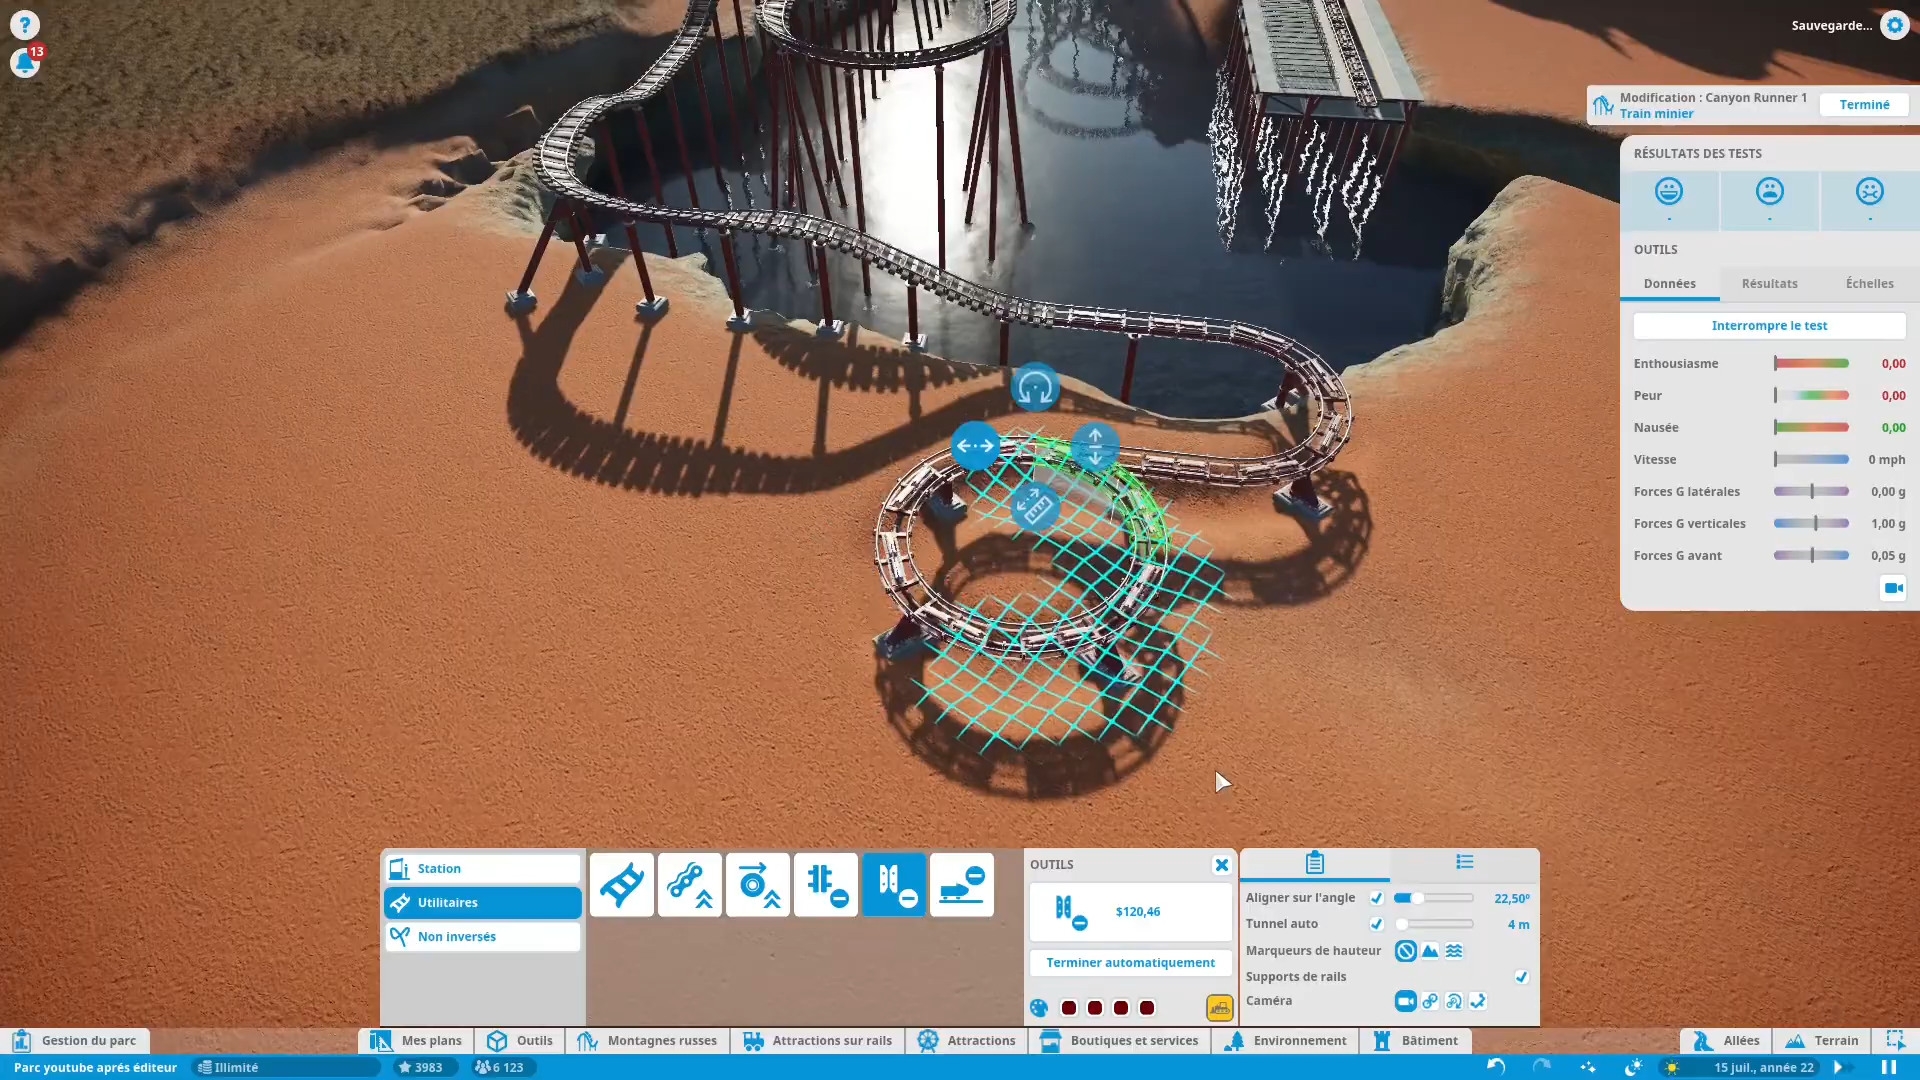 ?
13
Sauvegarde...
Modification : Canyon Runner 1
Train minier
Terminé
RÉSULTATS DES TESTS
-
-
-
OUTILS
Données
Résultats
Échelles
Interrompre le test
Enthousiasme 0,00
Peur 0,00
Nausée 0,00
Vitesse 0 mph
Forces G latérales 0,00 g
Forces G verticales 1,00 g
Forces G avant 0,05 g
Station
Utilitaires
Non inversés
OUTILS
$120,46
Terminer automatiquement
Aligner sur l'angle 22,50°
Tunnel auto 4 m
Marqueurs de hauteur
Supports de rails
Caméra
Gestion du parc
Mes plans
Outils
Montagnes russes
Attractions sur rails
Attractions
Boutiques et services
Environnement
Bâtiment
Allées
Terrain
Parc youtube aprés éditeur
Illimité
3983
6 123
15 juil., année 22